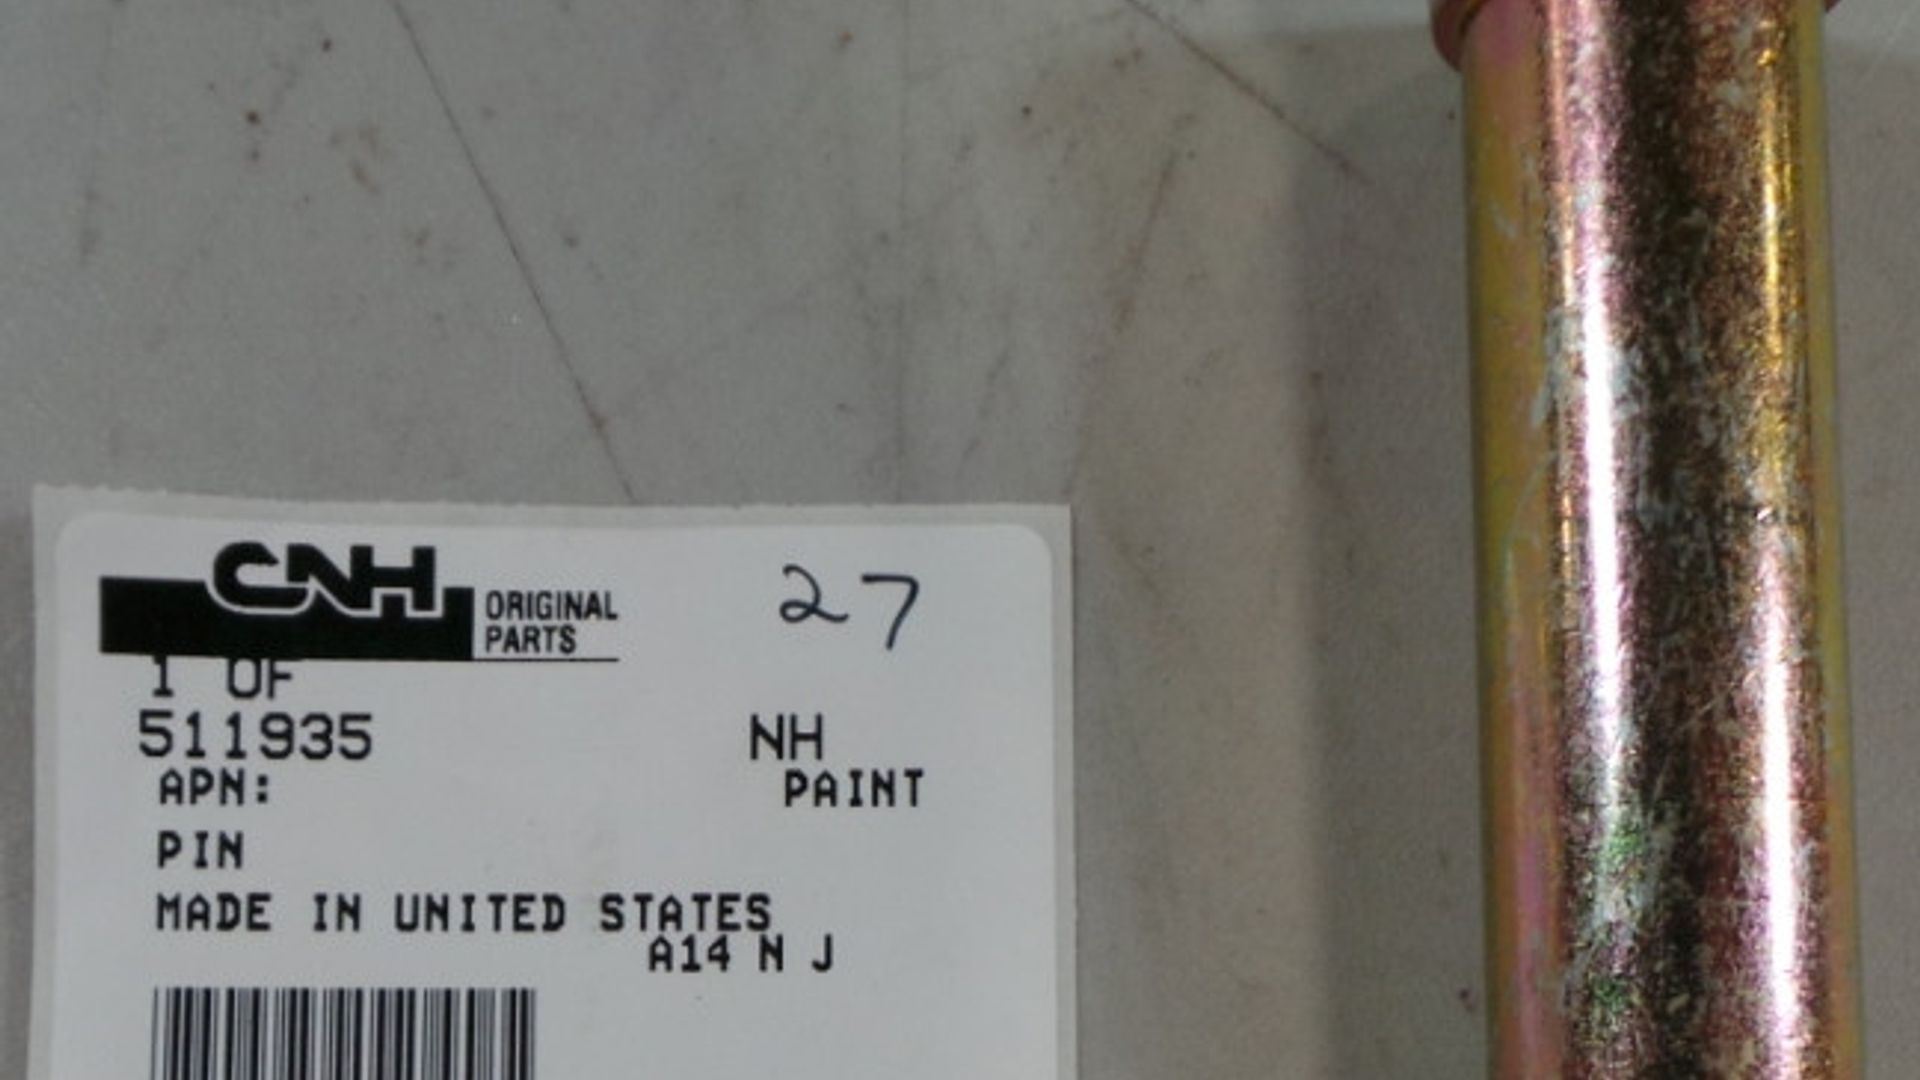 CNH ORIGINAL
PARTS
27
1 OF
511935 NH
APN: PAINT
PIN
MADE IN UNITED STATES
A14 N J